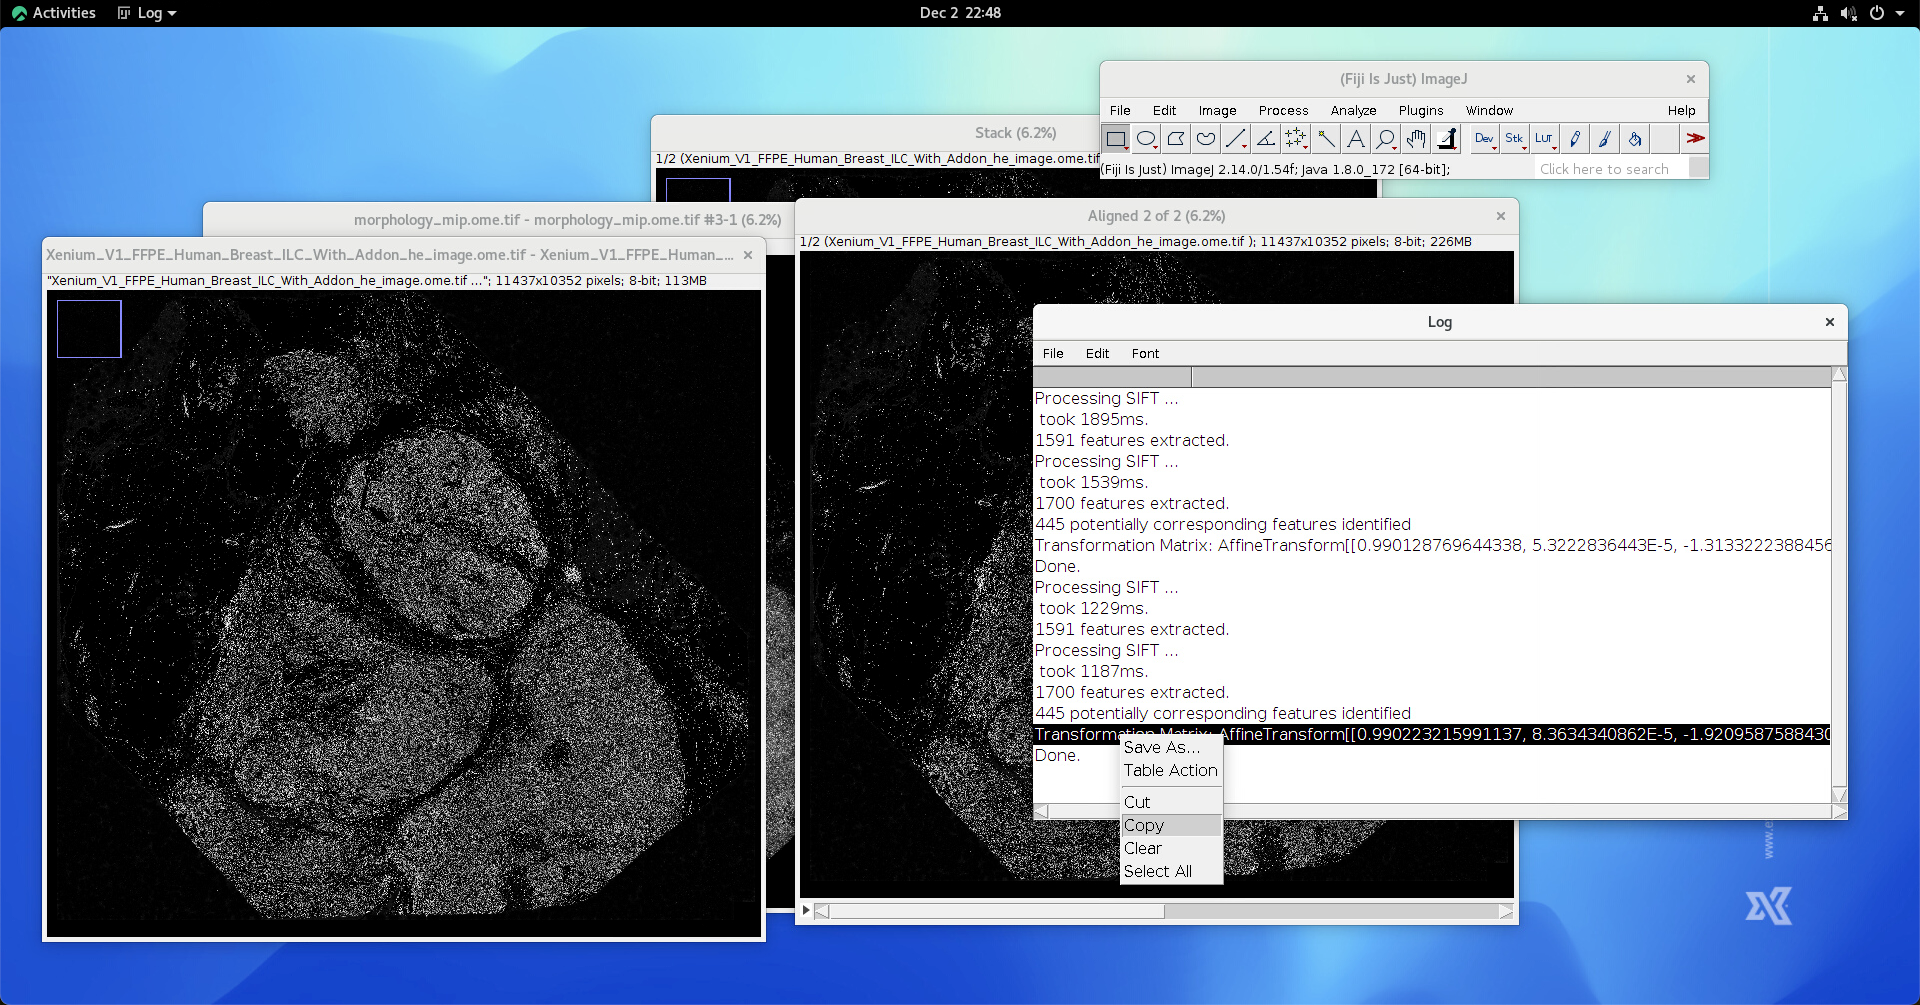 Activities
Log
Dec 2 22:48
(Fiji Is Just) ImageJ
File Edit Image Process Analyze Plugins Window Help
Dev Stk LUT
(Fiji Is Just) ImageJ 2.14.0/1.54f; Java 1.8.0_172 [64-bit];
Click here to search
Stack (6.2%)
1/2 (Xenium_V1_FFPE_Human_Breast_ILC_With_Addon_he_image.ome.tif
morphology_mip.ome.tif - morphology_mip.ome.tif #3-1 (6.2%)
Aligned 2 of 2 (6.2%)
1/2 (Xenium_V1_FFPE_Human_Breast_ILC_With_Addon_he_image.ome.tif ); 11437x10352 pixels; 8-bit; 226MB
Xenium_V1_FFPE_Human_Breast_ILC_With_Addon_he_image.ome.tif - Xenium_V1_FFPE_Human_...
"Xenium_V1_FFPE_Human_Breast_ILC_With_Addon_he_image.ome.tif ..."; 11437x10352 pixels; 8-bit; 113MB
Log
File Edit Font
Processing SIFT ...
took 1895ms.
1591 features extracted.
Processing SIFT ...
took 1539ms.
1700 features extracted.
445 potentially corresponding features identified
Transformation Matrix: AffineTransform[[0.990128769644338, 5.3222836443E-5, -1.3133222388456
Done.
Processing SIFT ...
took 1229ms.
1591 features extracted.
Processing SIFT ...
took 1187ms.
1700 features extracted.
445 potentially corresponding features identified
Transformation Matrix: AffineTransform[[0.990223215991137, 8.3634340862E-5, -1.9209587588430
Done.
Save As...
Table Action
Cut
Copy
Clear
Select All
www.e